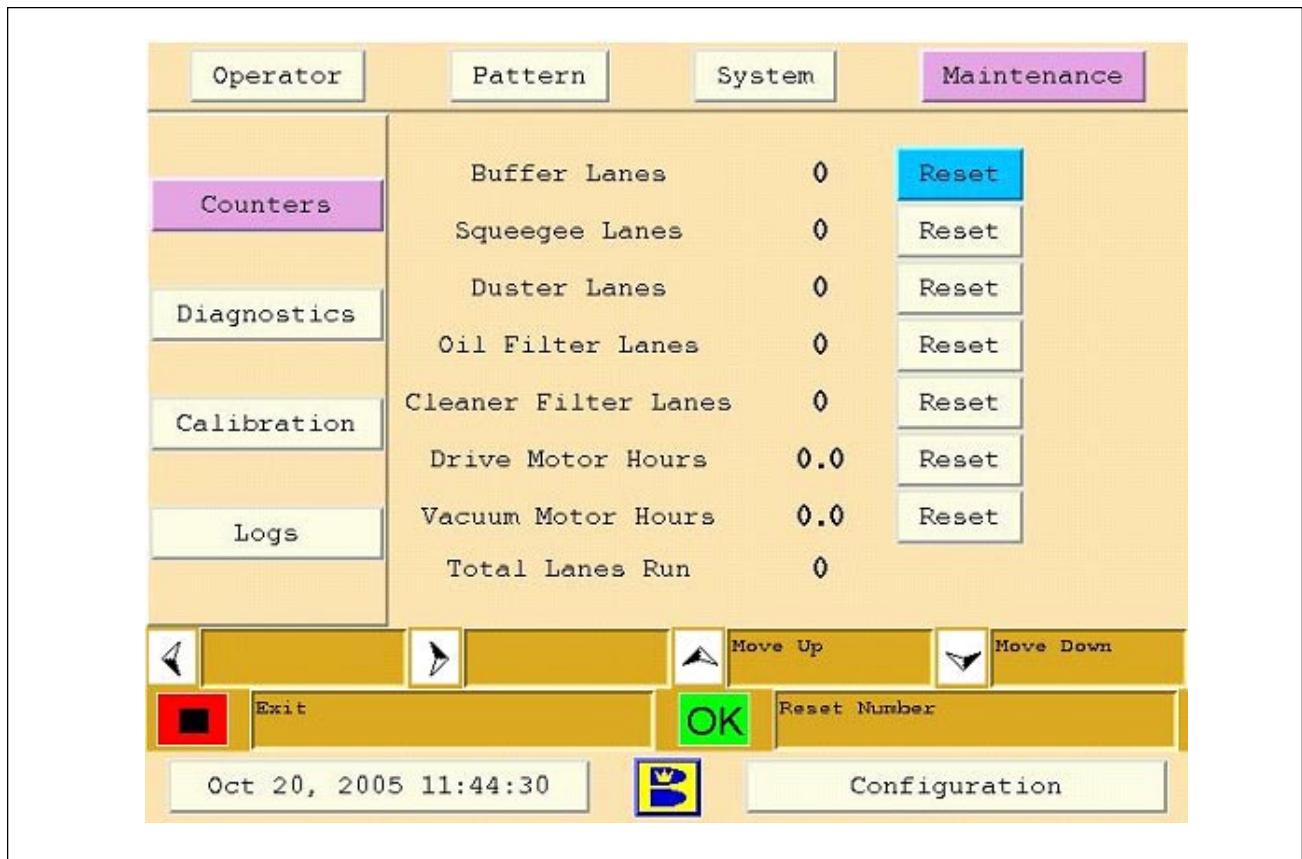 Operator Pattern System Maintenance
Counters
Diagnostics
Calibration
Logs
Buffer Lanes 0 Reset
Squeegee Lanes 0 Reset
Duster Lanes 0 Reset
Oil Filter Lanes 0 Reset
Cleaner Filter Lanes 0 Reset
Drive Motor Hours 0.0 Reset
Vacuum Motor Hours 0.0 Reset
Total Lanes Run 0
Move Up Move Down
Exit OK Reset Number
Oct 20, 2005 11:44:30 Configuration